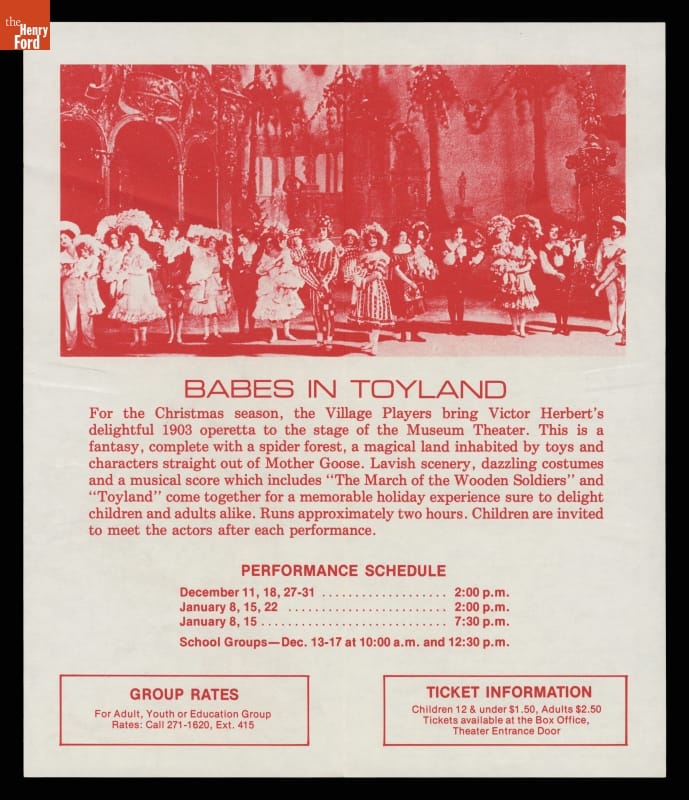 the
Henry
Ford
BABES IN TOYLAND
For the Christmas season, the Village Players bring Victor Herbert's
delightful 1903 operetta to the stage of the Museum Theater. This is a
fantasy, complete with a spider forest, a magical land inhabited by toys and
characters straight out of Mother Goose. Lavish scenery, dazzling costumes
and a musical score which includes "The March of the Wooden Soldiers" and
"Toyland" come together for a memorable holiday experience sure to delight
children and adults alike. Runs approximately two hours. Children are invited
to meet the actors after each performance.
PERFORMANCE SCHEDULE
December 11, 18, 27-31 ................... 2:00 p.m.
January 8, 15, 22 ........................ 2:00 p.m.
January 8, 15 ............................ 7:30 p.m.
School Groups—Dec. 13-17 at 10:00 a.m. and 12:30 p.m.
GROUP RATES
For Adult, Youth or Education Group
Rates: Call 271-1620, Ext. 415
TICKET INFORMATION
Children 12 & under $1.50, Adults $2.50
Tickets available at the Box Office,
Theater Entrance Door